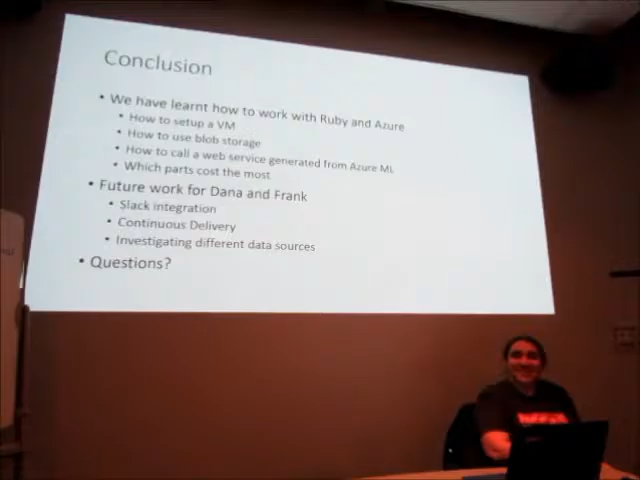 Conclusion
• We have learnt how to work with Ruby and Azure
• How to setup a VM
• How to use blob storage
• How to call a web service generated from Azure ML
• Which parts cost the most
• Future work for Dana and Frank
• Slack integration
• Continuous Delivery
• Investigating different data sources
• Questions?